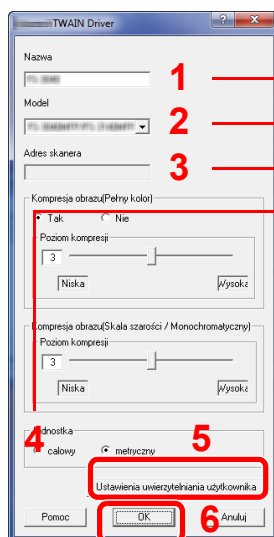 TWAIN Driver
Nazwa
1
Model
2
Adres skanera
3
Kompresja obrazu(Pełny kolor)
Tak Nie
Poziom kompresji
3
Niska Wysoka
Kompresja obrazu(Skala szarości / Monochromatyczny)
Poziom kompresji
3
Niska Wysoka
Jednostka
4 5
calowy metryczny
Ustawienia uwierzytelniania użytkownika
Pomoc OK 6 Anuluj